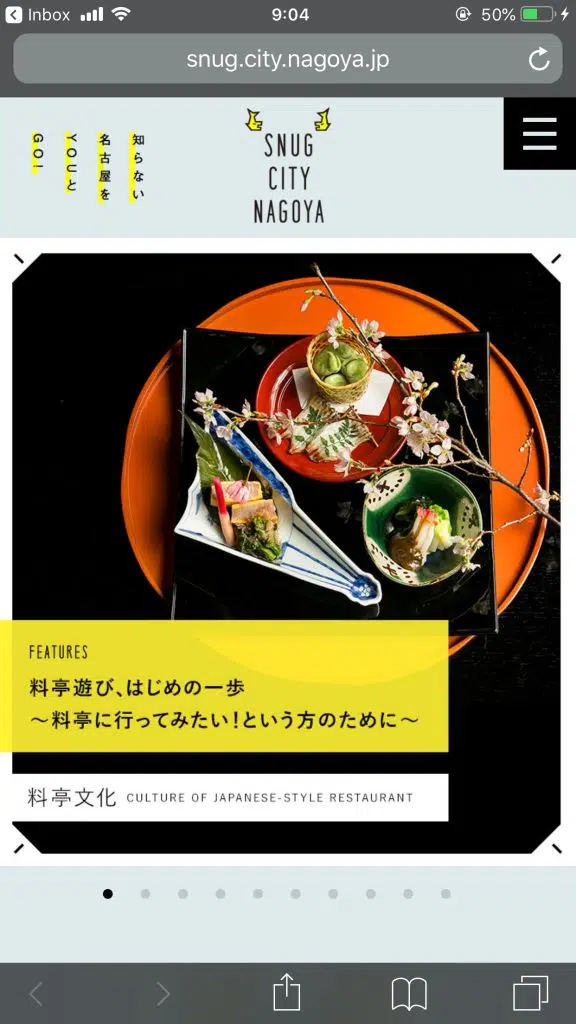 Inbox
9:04
50%
snug.city.nagoya.jp
知らない
名古屋を
YOUと
GO!
SNUG
CITY
NAGOYA
FEATURES
料亭遊び、はじめの一歩
～料亭に行ってみたい！という方のために～
料亭文化 CULTURE OF JAPANESE-STYLE RESTAURANT